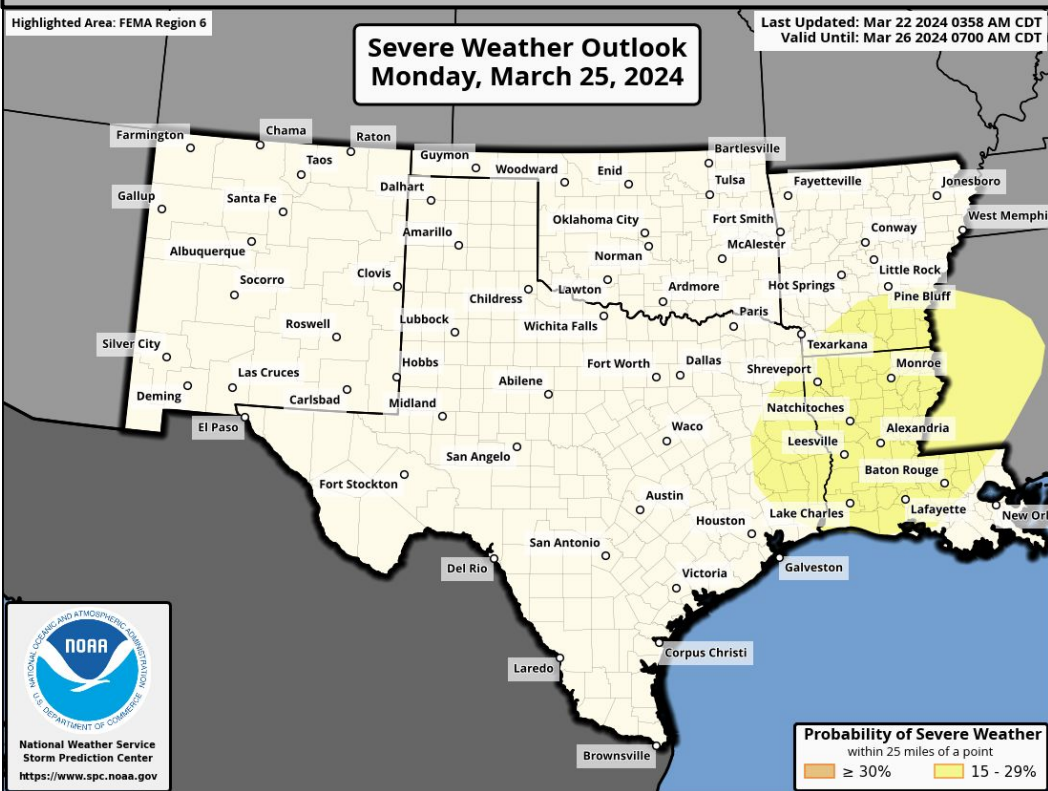 Highlighted Area: FEMA Region 6
Last Updated: Mar 22 2024 0358 AM CDT
Valid Until: Mar 26 2024 0700 AM CDT
Severe Weather Outlook
Monday, March 25, 2024
Farmington
Chama
Raton
Taos
Guymon
Woodward
Enid
Bartlesville
Tulsa
Fayetteville
Jonesboro
Gallup
Santa Fe
Dalhart
Oklahoma City
Fort Smith
West Memphi
Albuquerque
Amarillo
Norman
McAlester
Conway
Socorro
Clovis
Childress
Lawton
Ardmore
Hot Springs
Little Rock
Pine Bluff
Roswell
Lubbock
Wichita Falls
Paris
Texarkana
Silver City
Las Cruces
Hobbs
Abilene
Fort Worth
Dallas
Shreveport
Monroe
Deming
Carlsbad
Midland
Natchitoches
El Paso
Waco
Leesville
Alexandria
Fort Stockton
San Angelo
Baton Rouge
Austin
Houston
Lake Charles
Lafayette
New Orl
San Antonio
Del Rio
Victoria
Galveston
Laredo
Corpus Christi
Brownsville
NATIONAL OCEANIC AND ATMOSPHERIC ADMINISTRATION
NOAA
U.S. DEPARTMENT OF COMMERCE
National Weather Service
Storm Prediction Center
https://www.spc.noaa.gov
Probability of Severe Weather
within 25 miles of a point
≥ 30%
15 - 29%